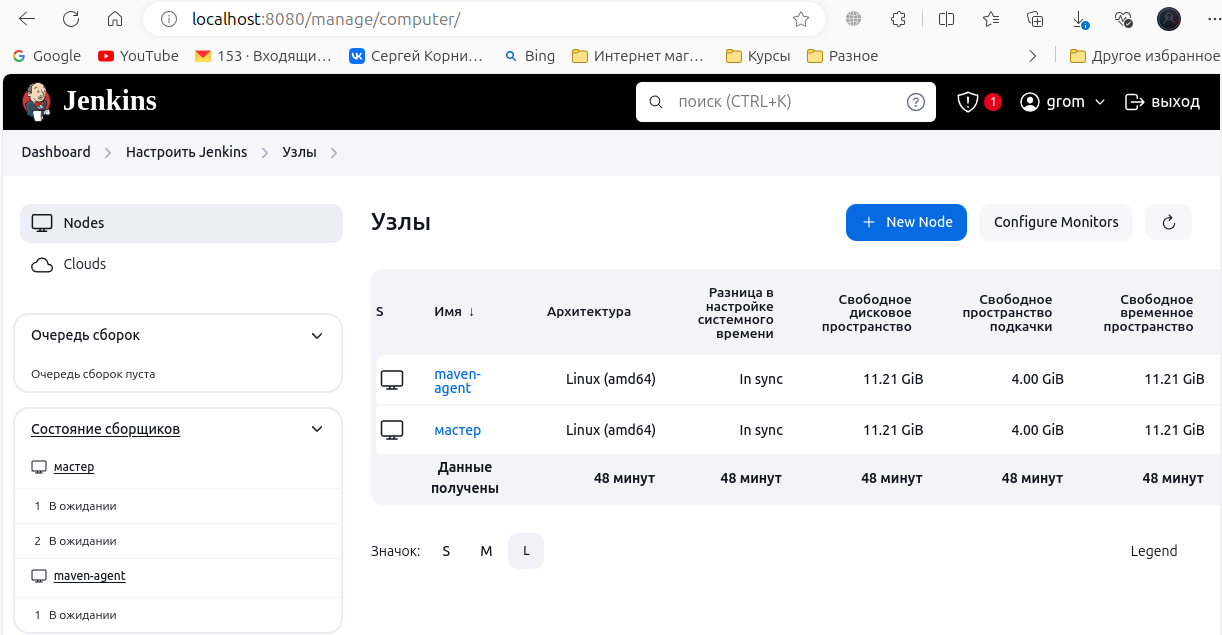 localhost:8080/manage/computer/
Google YouTube 153 · Входящи... Сергей Корни... Bing Интернет маг... Курсы Разное Другое избранное
Jenkins поиск (CTRL+K) ? 1 grom выход
Dashboard Настроить Jenkins Узлы
Nodes
Clouds
Очередь сборок
Очередь сборок пуста
Состояние сборщиков
мастер
1 В ожидании
2 В ожидании
maven-agent
1 В ожидании
Узлы
+ New Node Configure Monitors
S Имя ↓ Архитектура Разница в настройке системного времени Свободное дисковое пространство Свободное пространство подкачки Свободное временное пространство
maven-agent Linux (amd64) In sync 11.21 GiB 4.00 GiB 11.21 GiB
мастер Linux (amd64) In sync 11.21 GiB 4.00 GiB 11.21 GiB
Данные получены 48 минут 48 минут 48 минут 48 минут 48 минут
Значок: S M L Legend